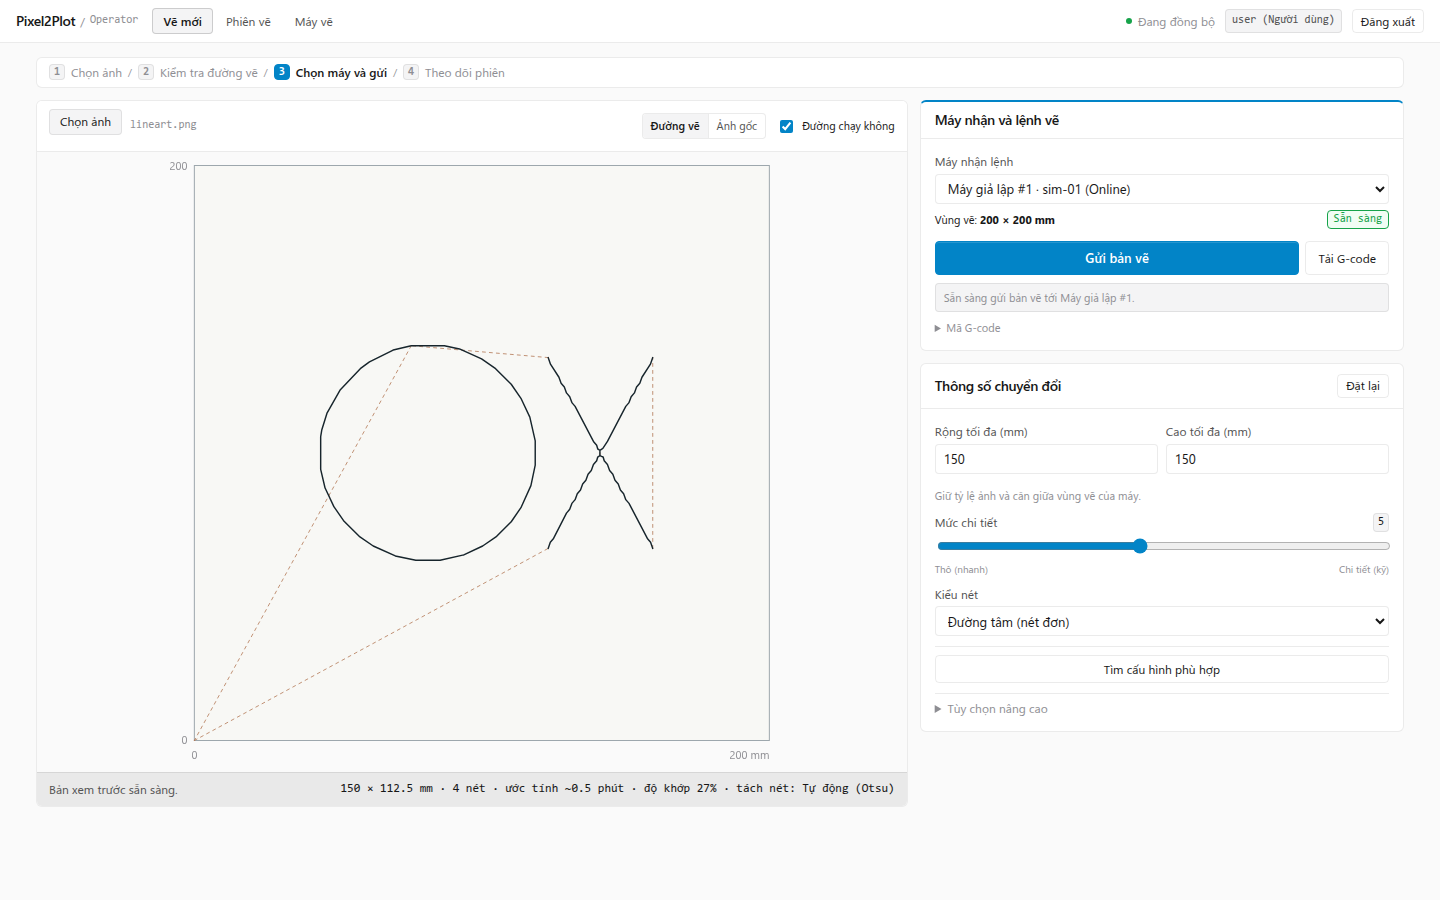 Pixel2Plot / Operator Vẽ mới Phiên vẽ Máy vẽ Đang đồng bộ user (Người dùng) Đăng xuất
1 Chọn ảnh / 2 Kiểm tra đường vẽ / 3 Chọn máy và gửi / 4 Theo dõi phiên
Chọn ảnh lineart.png Đường vẽ Ảnh gốc Đường chạy không
200
0
0 200 mm
Bản xem trước sẵn sàng. 150 × 112.5 mm · 4 nét · ước tính ~0.5 phút · độ khớp 27% · tách nét: Tự động (Otsu)
Máy nhận và lệnh vẽ
Máy nhận lệnh
Máy giả lập #1 · sim-01 (Online)
Vùng vẽ: 200 × 200 mm Sẵn sàng
Gửi bản vẽ Tải G-code
Sẵn sàng gửi bản vẽ tới Máy giả lập #1.
Mã G-code
Thông số chuyển đổi Đặt lại
Rộng tối đa (mm) Cao tối đa (mm)
150 150
Giữ tỷ lệ ảnh và căn giữa vùng vẽ của máy.
Mức chi tiết 5
Thô (nhanh) Chi tiết (kỹ)
Kiểu nét
Đường tâm (nét đơn)
Tìm cấu hình phù hợp
Tùy chọn nâng cao